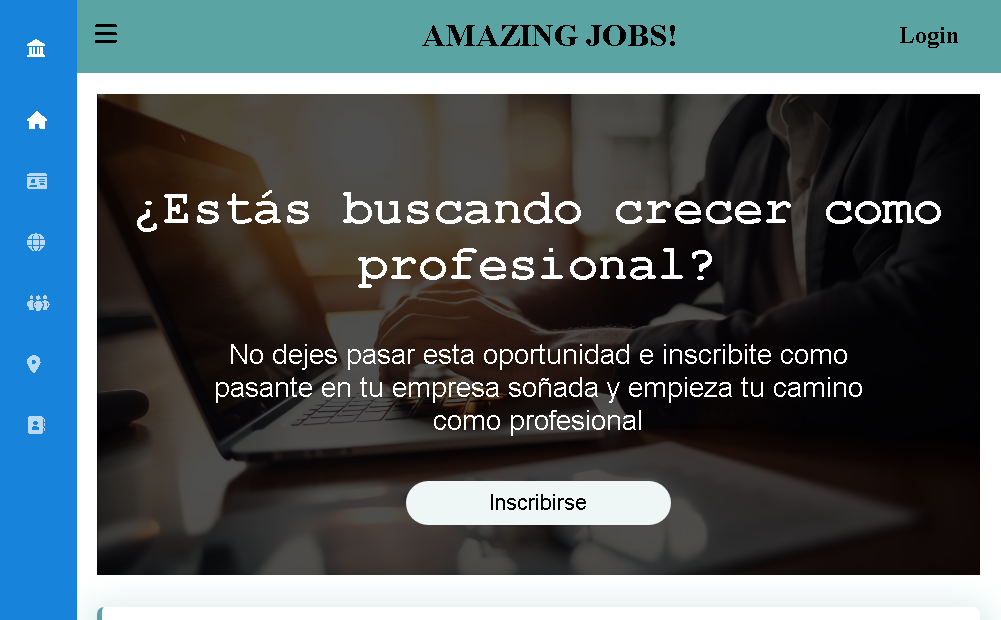 AMAZING JOBS!
Login
¿Estás buscando crecer como
profesional?
No dejes pasar esta oportunidad e inscribite como
pasante en tu empresa soñada y empieza tu camino
como profesional
Inscribirse